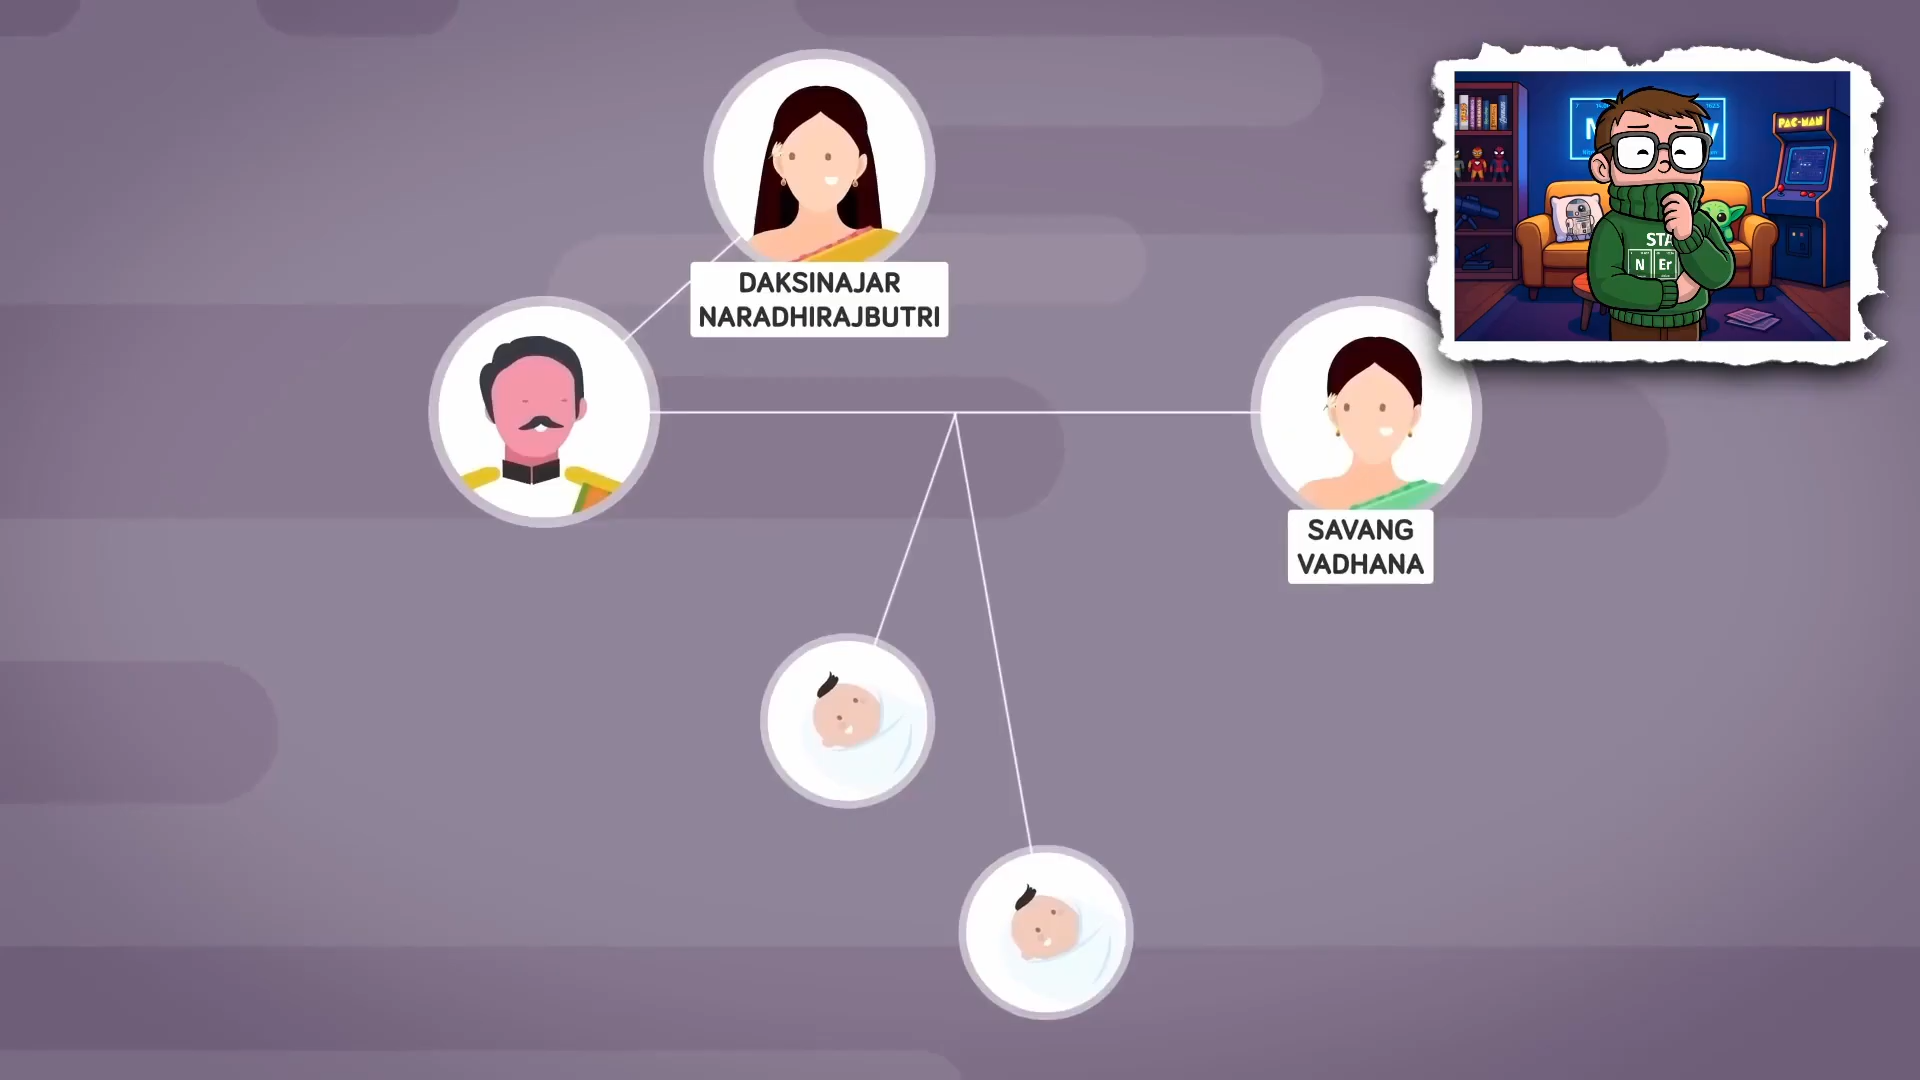 DAKSINAJAR
NARADHIRAJBUTRI
PAC-MAN
STA
N Er
SAVANG
VADHANA